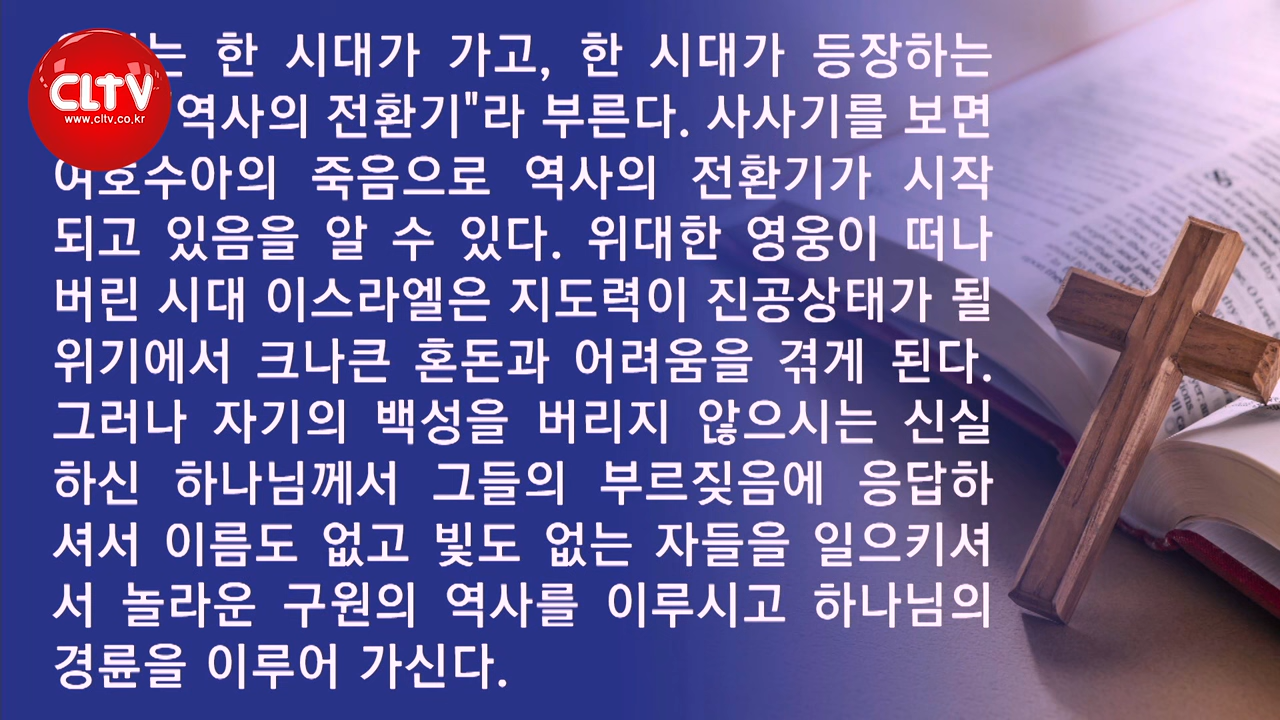 CLTV
www.cltv.co.kr
한 시대가 가고, 한 시대가 등장하는
역사의 전환기"라 부른다. 사사기를 보면
여호수아의 죽음으로 역사의 전환기가 시작
되고 있음을 알 수 있다. 위대한 영웅이 떠나
버린 시대 이스라엘은 지도력이 진공상태가 될
위기에서 크나큰 혼돈과 어려움을 겪게 된다.
그러나 자기의 백성을 버리지 않으시는 신실
하신 하나님께서 그들의 부르짖음에 응답하
셔서 이름도 없고 빛도 없는 자들을 일으키셔
서 놀라운 구원의 역사를 이루시고 하나님의
경륜을 이루어 가신다.